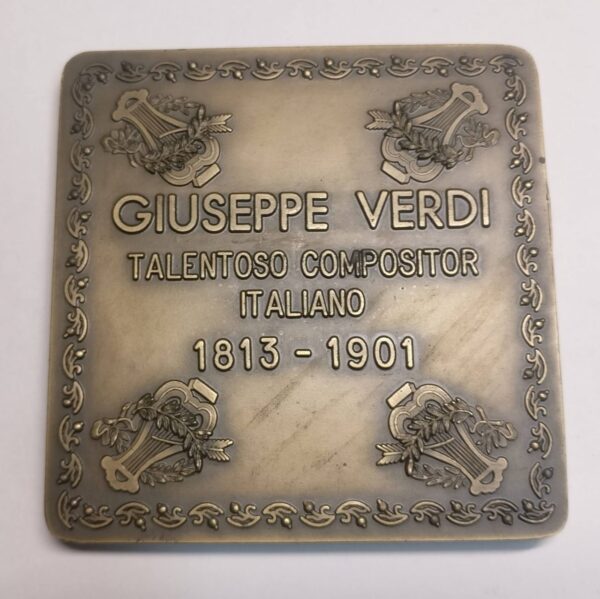 GIUSEPPE VERDI
TALENTOSO COMPOSITOR
ITALIANO
1813 - 1901